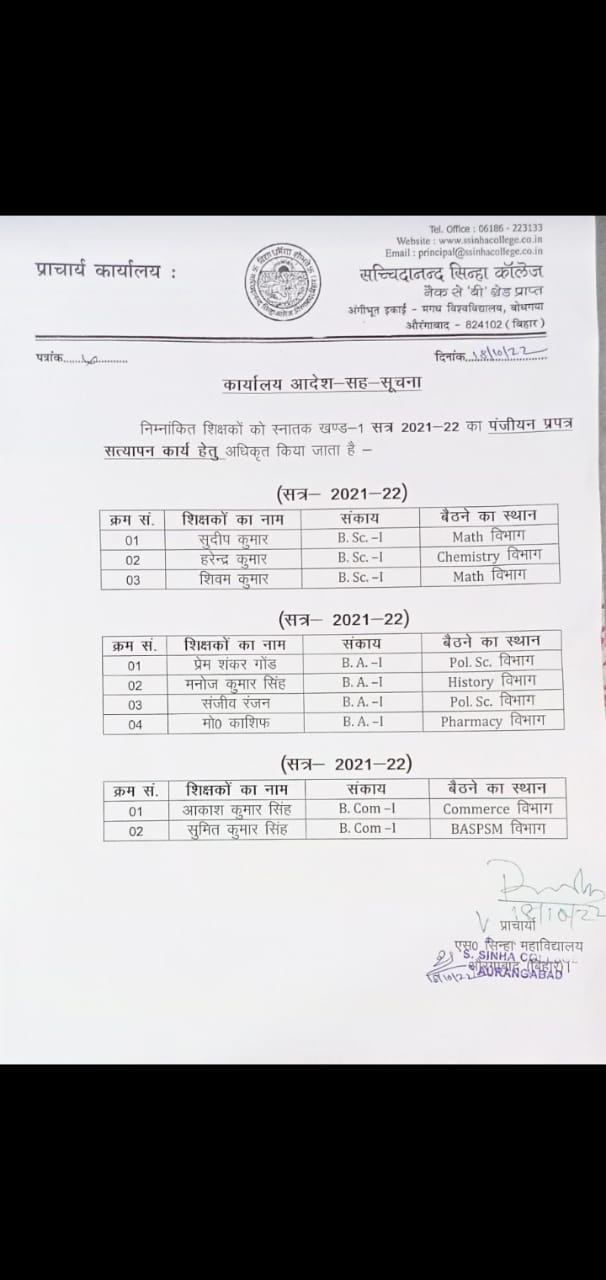 Tel. Office : 06186 - 223133
Website : www.ssinhacollege.co.in
Email : principal@ssinhacollege.co.in
प्राचार्य कार्यालय :
सच्चिदानन्द सिन्हा कॉलेज
नैक से 'बी' ग्रेड प्राप्त
अंगीभूत इकाई - मगध विश्वविद्यालय, बोधगया
औरंगाबाद - 824102 (बिहार)
पत्रांक...............
दिनांक..18/10/22......
कार्यालय आदेश–सह–सूचना
निम्नांकित शिक्षकों को स्नातक खण्ड–1 सत्र 2021–22 का पंजीयन प्रपत्र
सत्यापन कार्य हेतु अधिकृत किया जाता है –
(सत्र– 2021–22)
क्रम सं. शिक्षकों का नाम संकाय बैठने का स्थान
01 सुदीप कुमार B. Sc. –I Math विभाग
02 हरेन्द्र कुमार B. Sc. –I Chemistry विभाग
03 शिवम कुमार B. Sc. –I Math विभाग
(सत्र– 2021–22)
क्रम सं. शिक्षकों का नाम संकाय बैठने का स्थान
01 प्रेम शंकर गोंड B. A. –I Pol. Sc. विभाग
02 मनोज कुमार सिंह B. A. –I History विभाग
03 संजीव रंजन B. A. –I Pol. Sc. विभाग
04 मो0 काशिफ B. A. –I Pharmacy विभाग
(सत्र– 2021–22)
क्रम सं. शिक्षकों का नाम संकाय बैठने का स्थान
01 आकाश कुमार सिंह B. Com –I Commerce विभाग
02 सुमित कुमार सिंह B. Com –I BASPSM विभाग
18/10/22
प्राचार्य
एस0 सिन्हा महाविद्यालय
S. SINHA
औरंगाबाद (बिहार)।
AURANGABAD